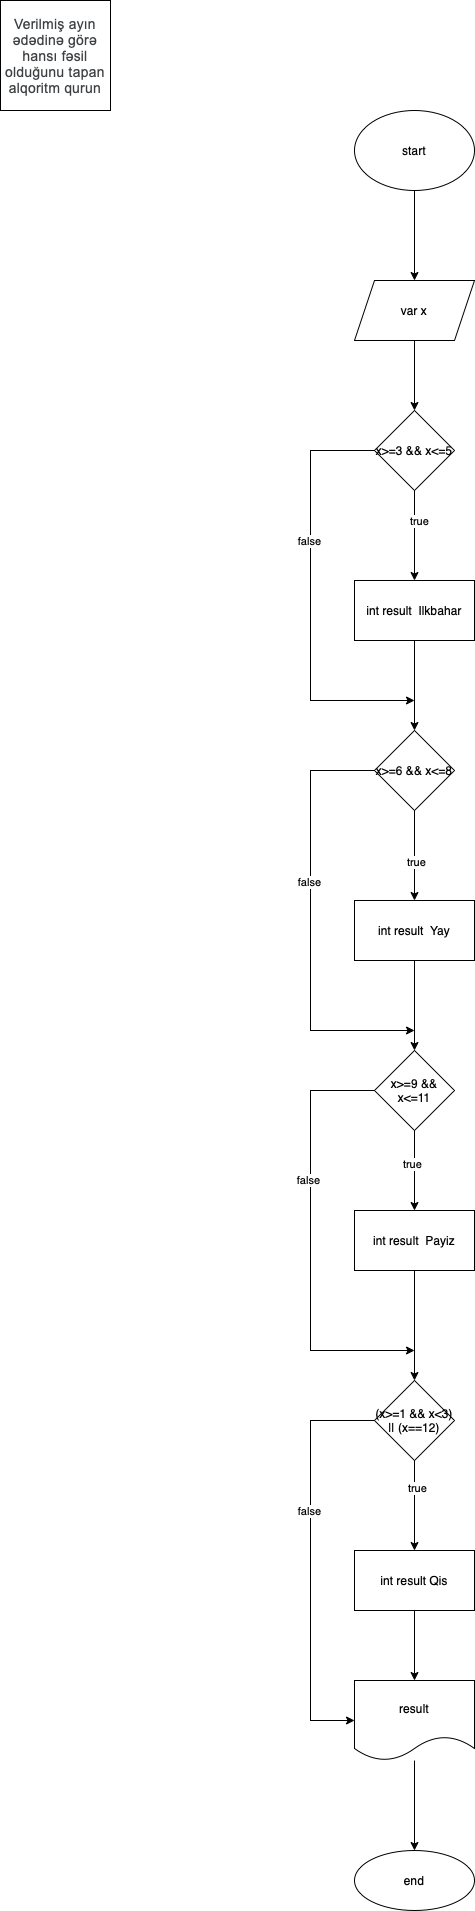 Verilmiş ayın
ədədinə görə
hansı fəsil
olduğunu tapan
alqoritm qurun
start
var x
x>=3 && x<=5
true
false
int result  Ilkbahar
x>=6 && x<=8
true
false
int result  Yay
x>=9 &&
x<=11
true
false
int result  Payiz
(x>=1 && x<3)
|| (x==12)
true
false
int result Qis
result
end